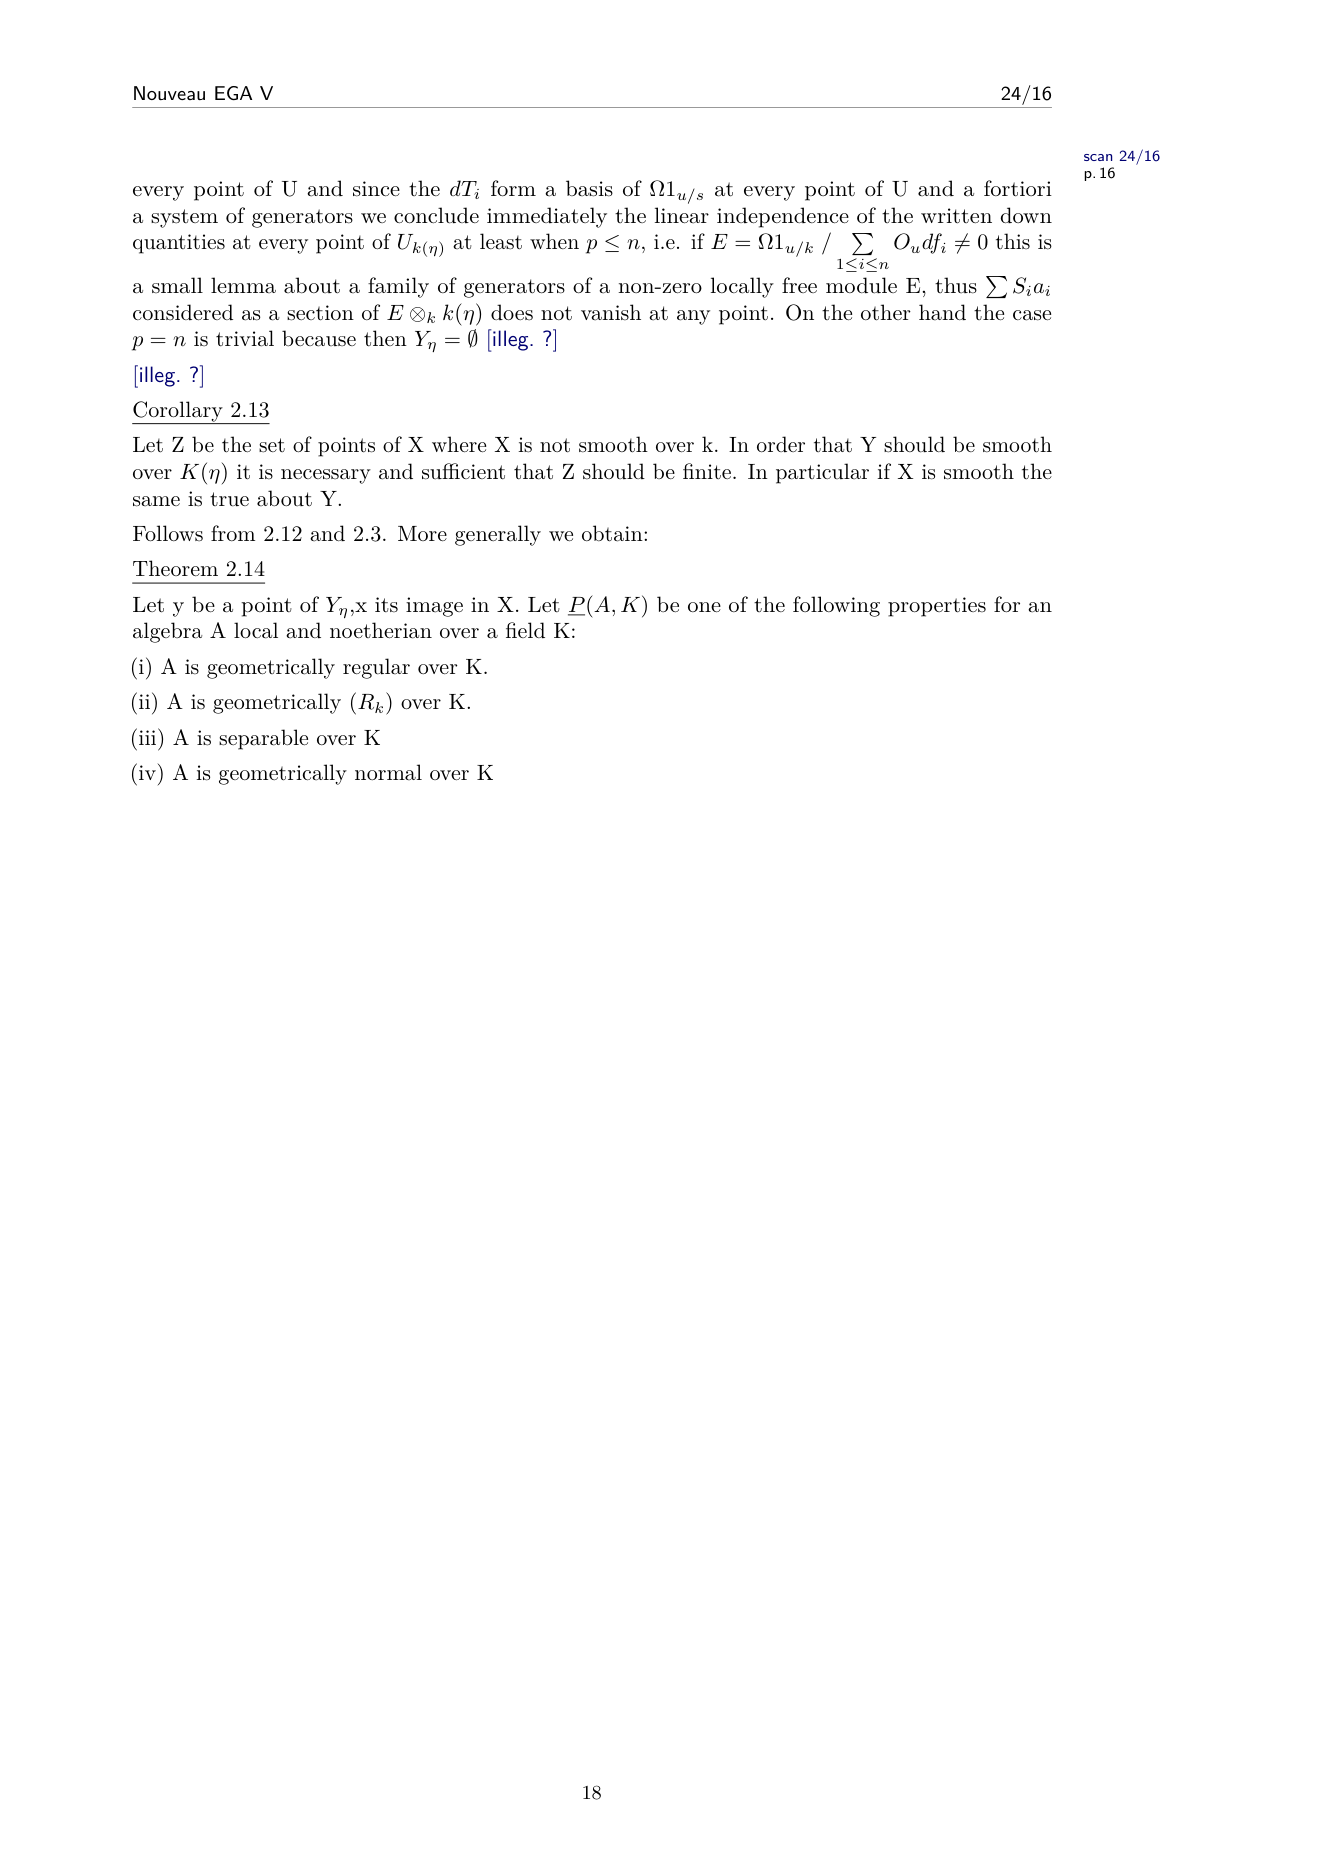 Nouveau EGA V 24/16
scan 24/16
p. 16
every point of U and since the dTᵢ form a basis of Ω1_{u/s} at every point of U and a fortiori
a system of generators we conclude immediately the linear independence of the written down
quantities at every point of U_{k(η)} at least when p ≤ n, i.e. if E = Ω1_{u/k} / ∑_{1≤i≤n} O_u dfᵢ ≠ 0 this is
a small lemma about a family of generators of a non-zero locally free module E, thus ∑ Sᵢaᵢ
considered as a section of E ⊗_k k(η) does not vanish at any point. On the other hand the case
p = n is trivial because then Y_η = ∅ [illeg. ?]
[illeg. ?]
Corollary 2.13
Let Z be the set of points of X where X is not smooth over k. In order that Y should be smooth
over K(η) it is necessary and sufficient that Z should be finite. In particular if X is smooth the
same is true about Y.
Follows from 2.12 and 2.3. More generally we obtain:
Theorem 2.14
Let y be a point of Y_η,x its image in X. Let P(A, K) be one of the following properties for an
algebra A local and noetherian over a field K:
(i) A is geometrically regular over K.
(ii) A is geometrically (R_k) over K.
(iii) A is separable over K
(iv) A is geometrically normal over K
18